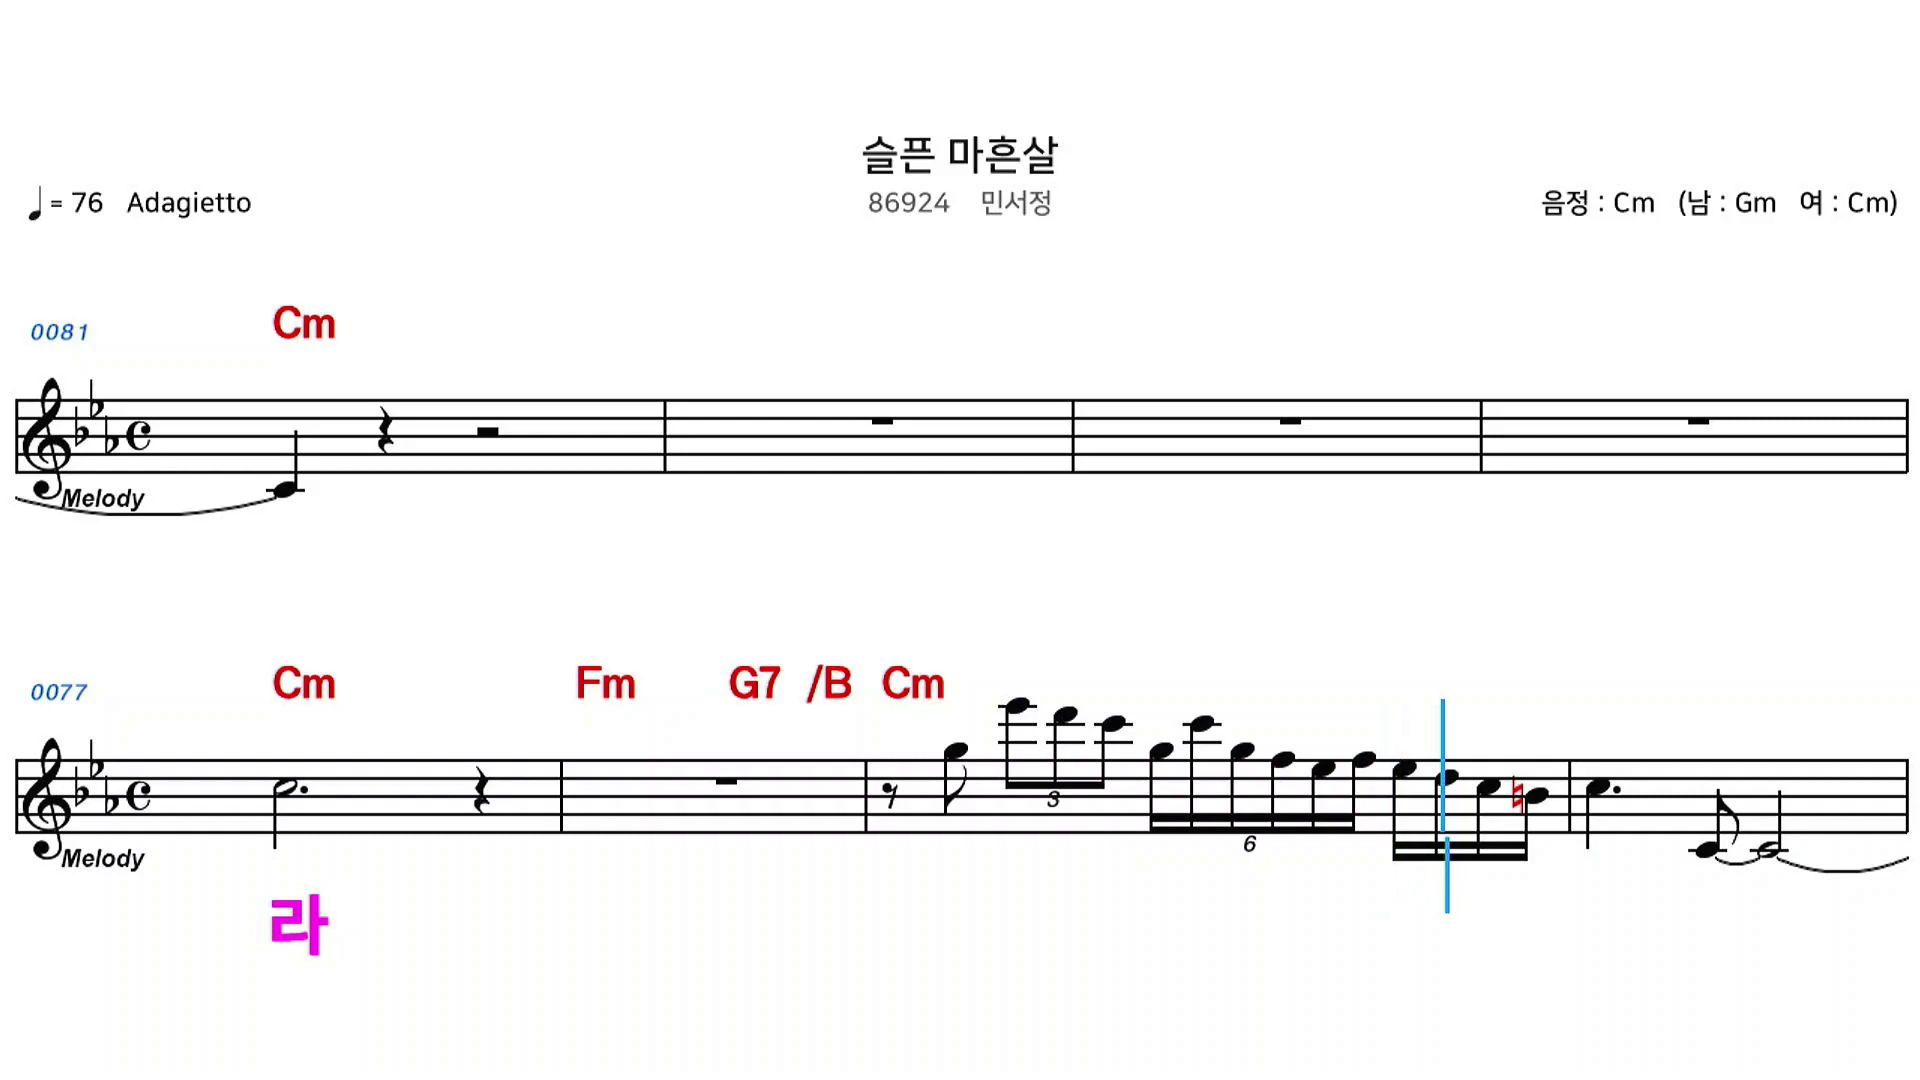 슬픈 마흔살
= 76 Adagietto
86924 민서정
음정 : Cm (남 : Gm 여 : Cm)
0081 Cm
Melody
0077 Cm Fm G7 /B Cm
3
6
Melody
라